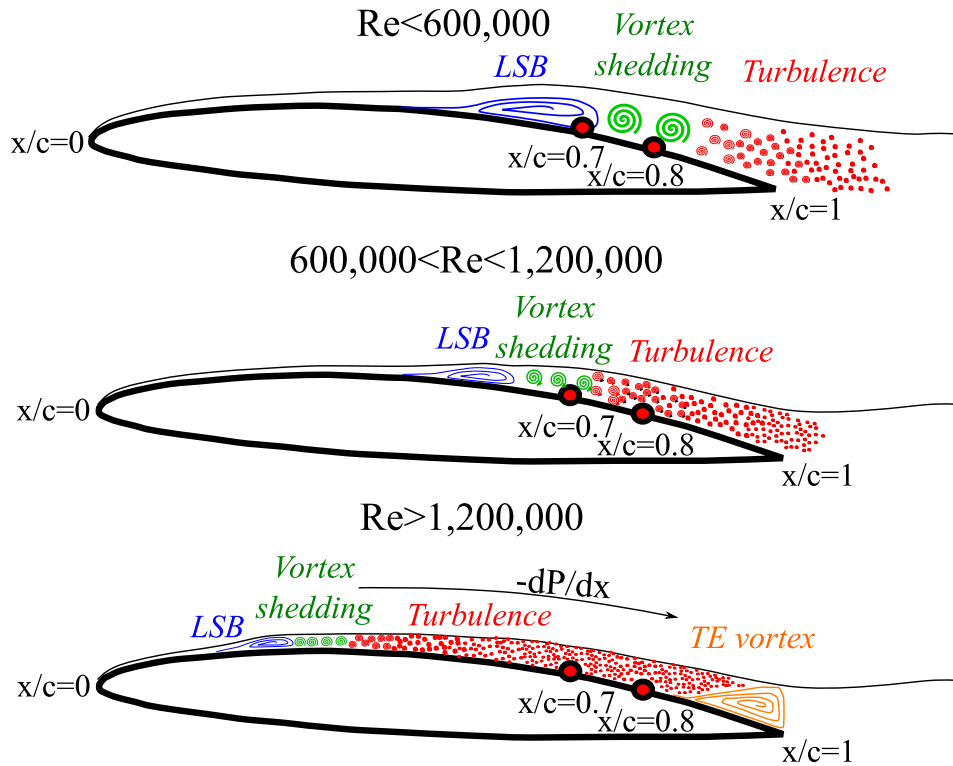 Re<600,000
Vortex
shedding
LSB
Turbulence
x/c=0
x/c=0.7
x/c=0.8
x/c=1
600,000<Re<1,200,000
Vortex
shedding
LSB
Turbulence
x/c=0
x/c=0.7
x/c=0.8
x/c=1
Re>1,200,000
Vortex
shedding
-dP/dx
LSB
Turbulence
TE vortex
x/c=0
x/c=0.7
x/c=0.8
x/c=1